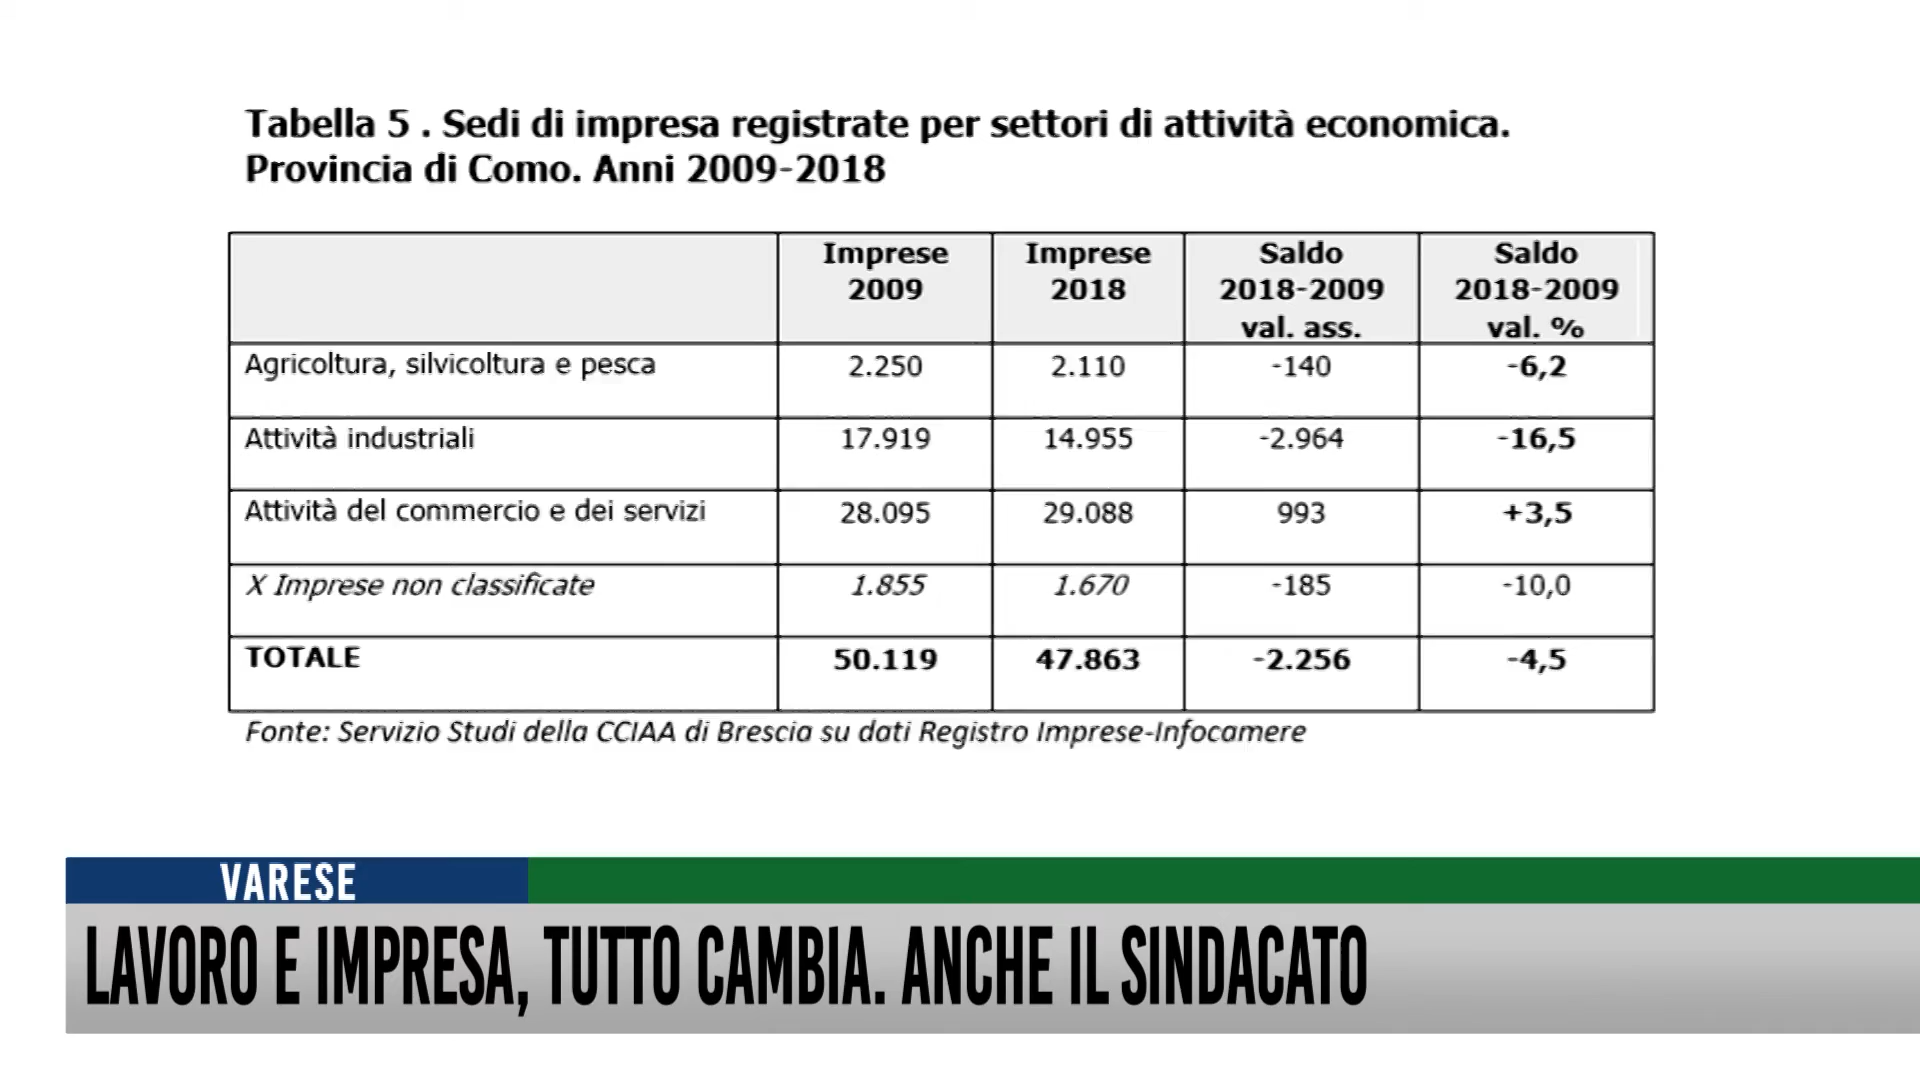 Tabella 5 . Sedi di impresa registrate per settori di attività economica.
Provincia di Como. Anni 2009-2018
Imprese 2009 Imprese 2018 Saldo 2018-2009 val. ass. Saldo 2018-2009 val. %
Agricoltura, silvicoltura e pesca 2.250 2.110 -140 -6,2
Attività industriali 17.919 14.955 -2.964 -16,5
Attività del commercio e dei servizi 28.095 29.088 993 +3,5
X Imprese non classificate 1.855 1.670 -185 -10,0
TOTALE 50.119 47.863 -2.256 -4,5
Fonte: Servizio Studi della CCIAA di Brescia su dati Registro Imprese-Infocamere
VARESE
LAVORO E IMPRESA, TUTTO CAMBIA. ANCHE IL SINDACATO